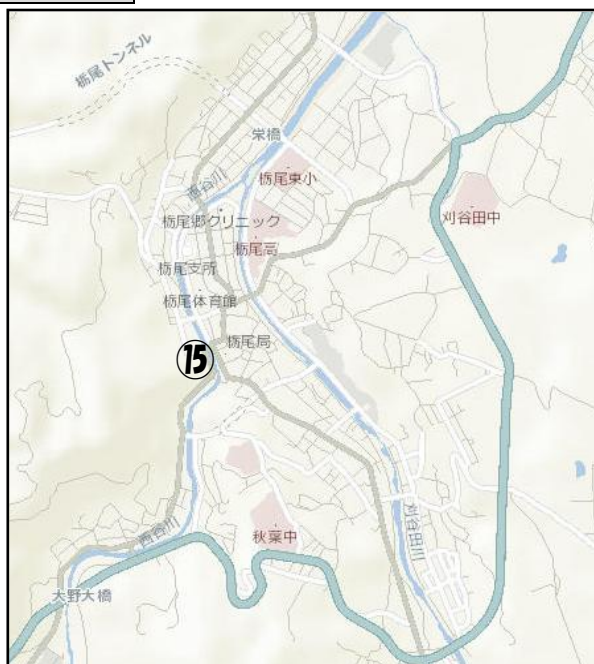 栃尾トンネル
栄橋
西谷川
栃尾東小
栃尾郷クリニック
刈谷田中
栃尾高
栃尾支所
栃尾体育館
栃尾局
⑮
刈谷田川
西谷川
秋葉中
大野大橋